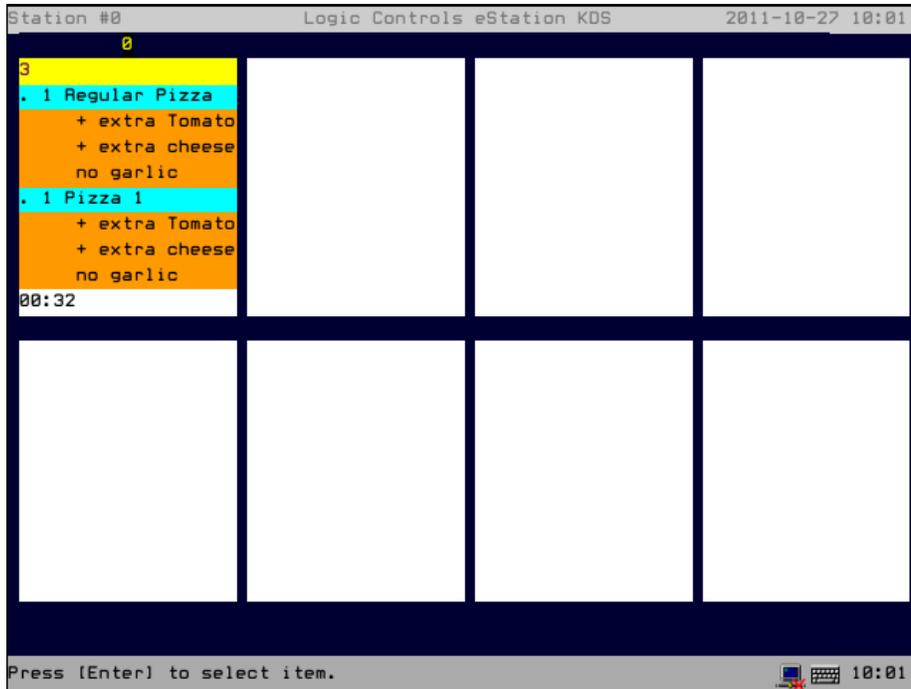 Station #0 Logic Controls eStation KDS 2011-10-27 10:01
0
3
. 1 Regular Pizza
+ extra Tomato
+ extra cheese
no garlic
. 1 Pizza 1
+ extra Tomato
+ extra cheese
no garlic
00:32
Press [Enter] to select item. 10:01